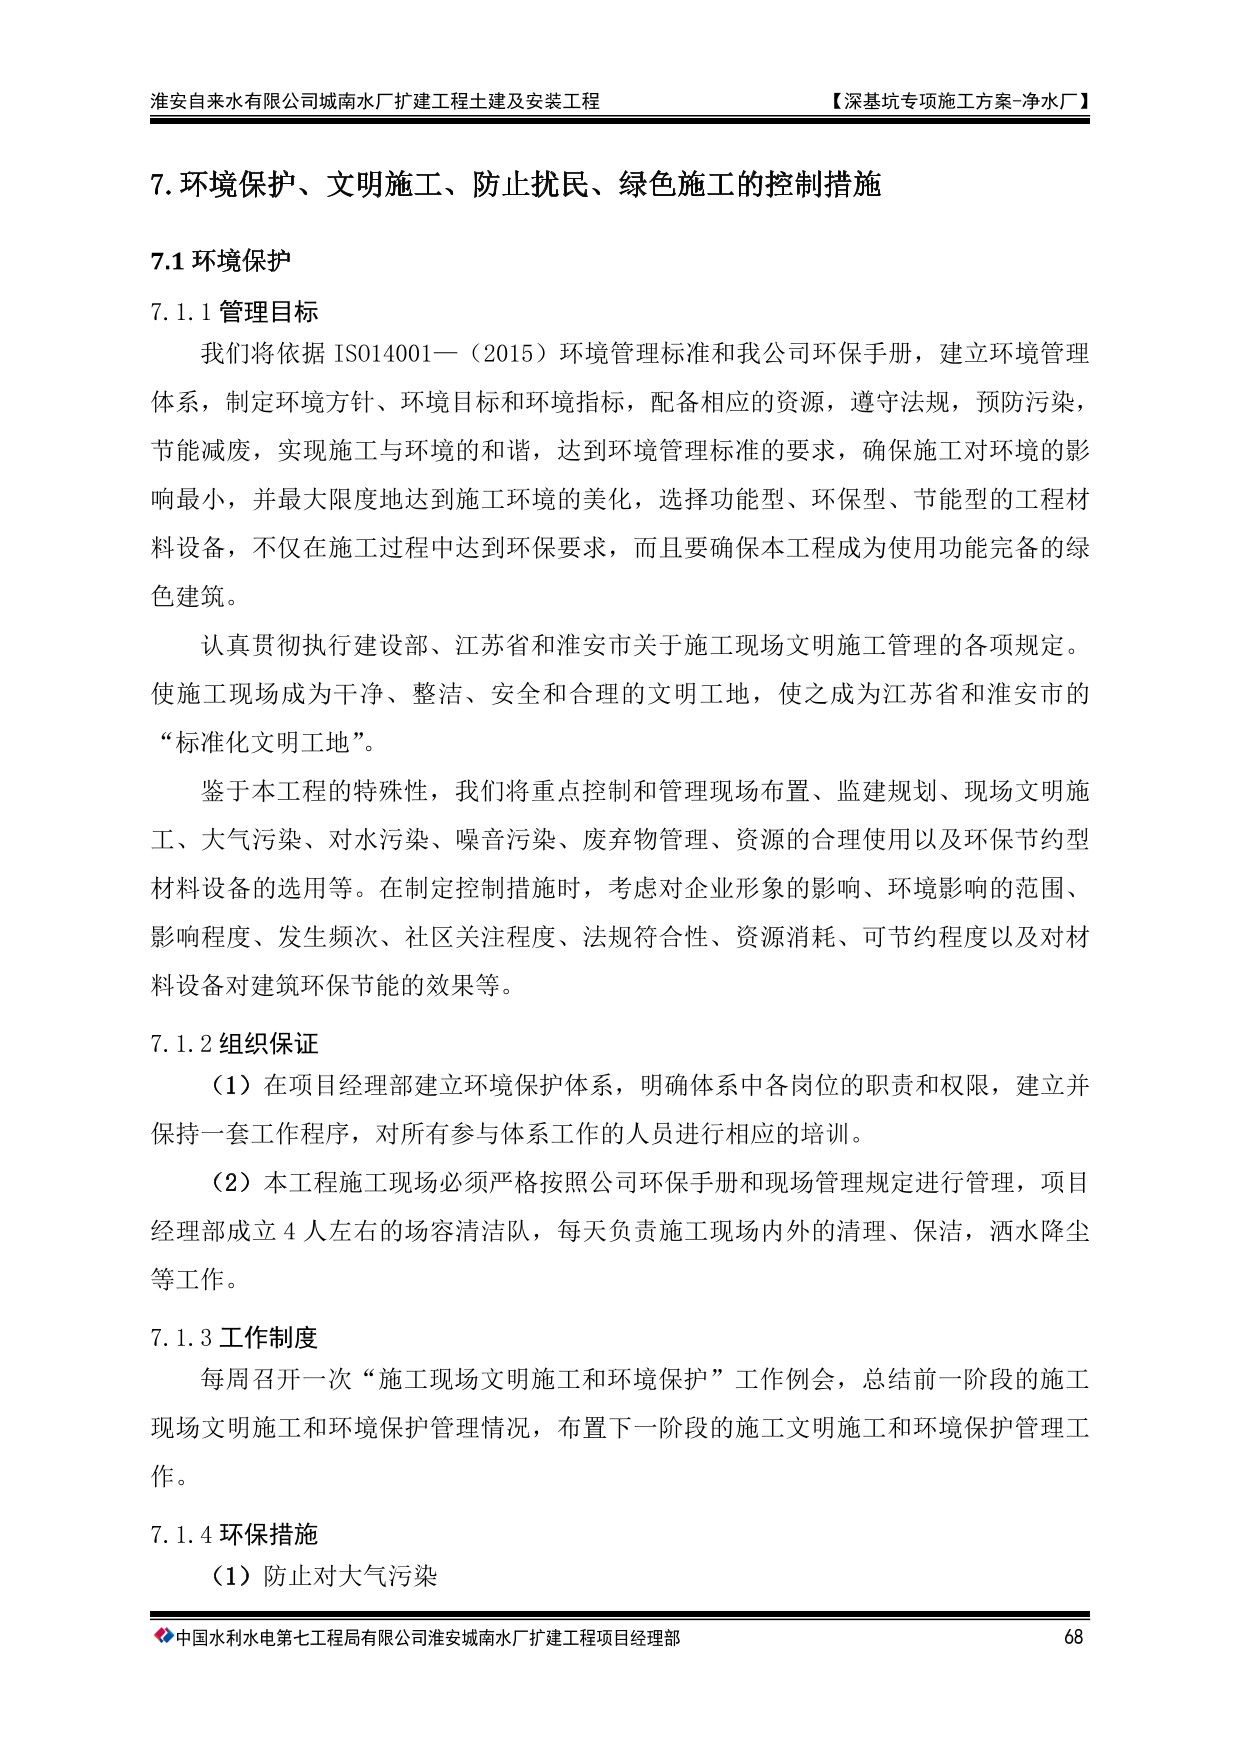 淮安自来水有限公司城南水厂扩建工程土建及安装工程 【深基坑专项施工方案-净水厂】
7. 环境保护、文明施工、防止扰民、绿色施工的控制措施
7.1 环境保护
7.1.1 管理目标
我们将依据 ISO14001—（2015）环境管理标准和我公司环保手册，建立环境管理
体系，制定环境方针、环境目标和环境指标，配备相应的资源，遵守法规，预防污染，
节能减废，实现施工与环境的和谐，达到环境管理标准的要求，确保施工对环境的影
响最小，并最大限度地达到施工环境的美化，选择功能型、环保型、节能型的工程材
料设备，不仅在施工过程中达到环保要求，而且要确保本工程成为使用功能完备的绿
色建筑。
认真贯彻执行建设部、江苏省和淮安市关于施工现场文明施工管理的各项规定。
使施工现场成为干净、整洁、安全和合理的文明工地，使之成为江苏省和淮安市的
“标准化文明工地”。
鉴于本工程的特殊性，我们将重点控制和管理现场布置、监建规划、现场文明施
工、大气污染、对水污染、噪音污染、废弃物管理、资源的合理使用以及环保节约型
材料设备的选用等。在制定控制措施时，考虑对企业形象的影响、环境影响的范围、
影响程度、发生频次、社区关注程度、法规符合性、资源消耗、可节约程度以及对材
料设备对建筑环保节能的效果等。
7.1.2 组织保证
（1）在项目经理部建立环境保护体系，明确体系中各岗位的职责和权限，建立并
保持一套工作程序，对所有参与体系工作的人员进行相应的培训。
（2）本工程施工现场必须严格按照公司环保手册和现场管理规定进行管理，项目
经理部成立 4 人左右的场容清洁队，每天负责施工现场内外的清理、保洁，洒水降尘
等工作。
7.1.3 工作制度
每周召开一次“施工现场文明施工和环境保护”工作例会，总结前一阶段的施工
现场文明施工和环境保护管理情况，布置下一阶段的施工文明施工和环境保护管理工
作。
7.1.4 环保措施
（1）防止对大气污染
中国水利水电第七工程局有限公司淮安城南水厂扩建工程项目经理部 68